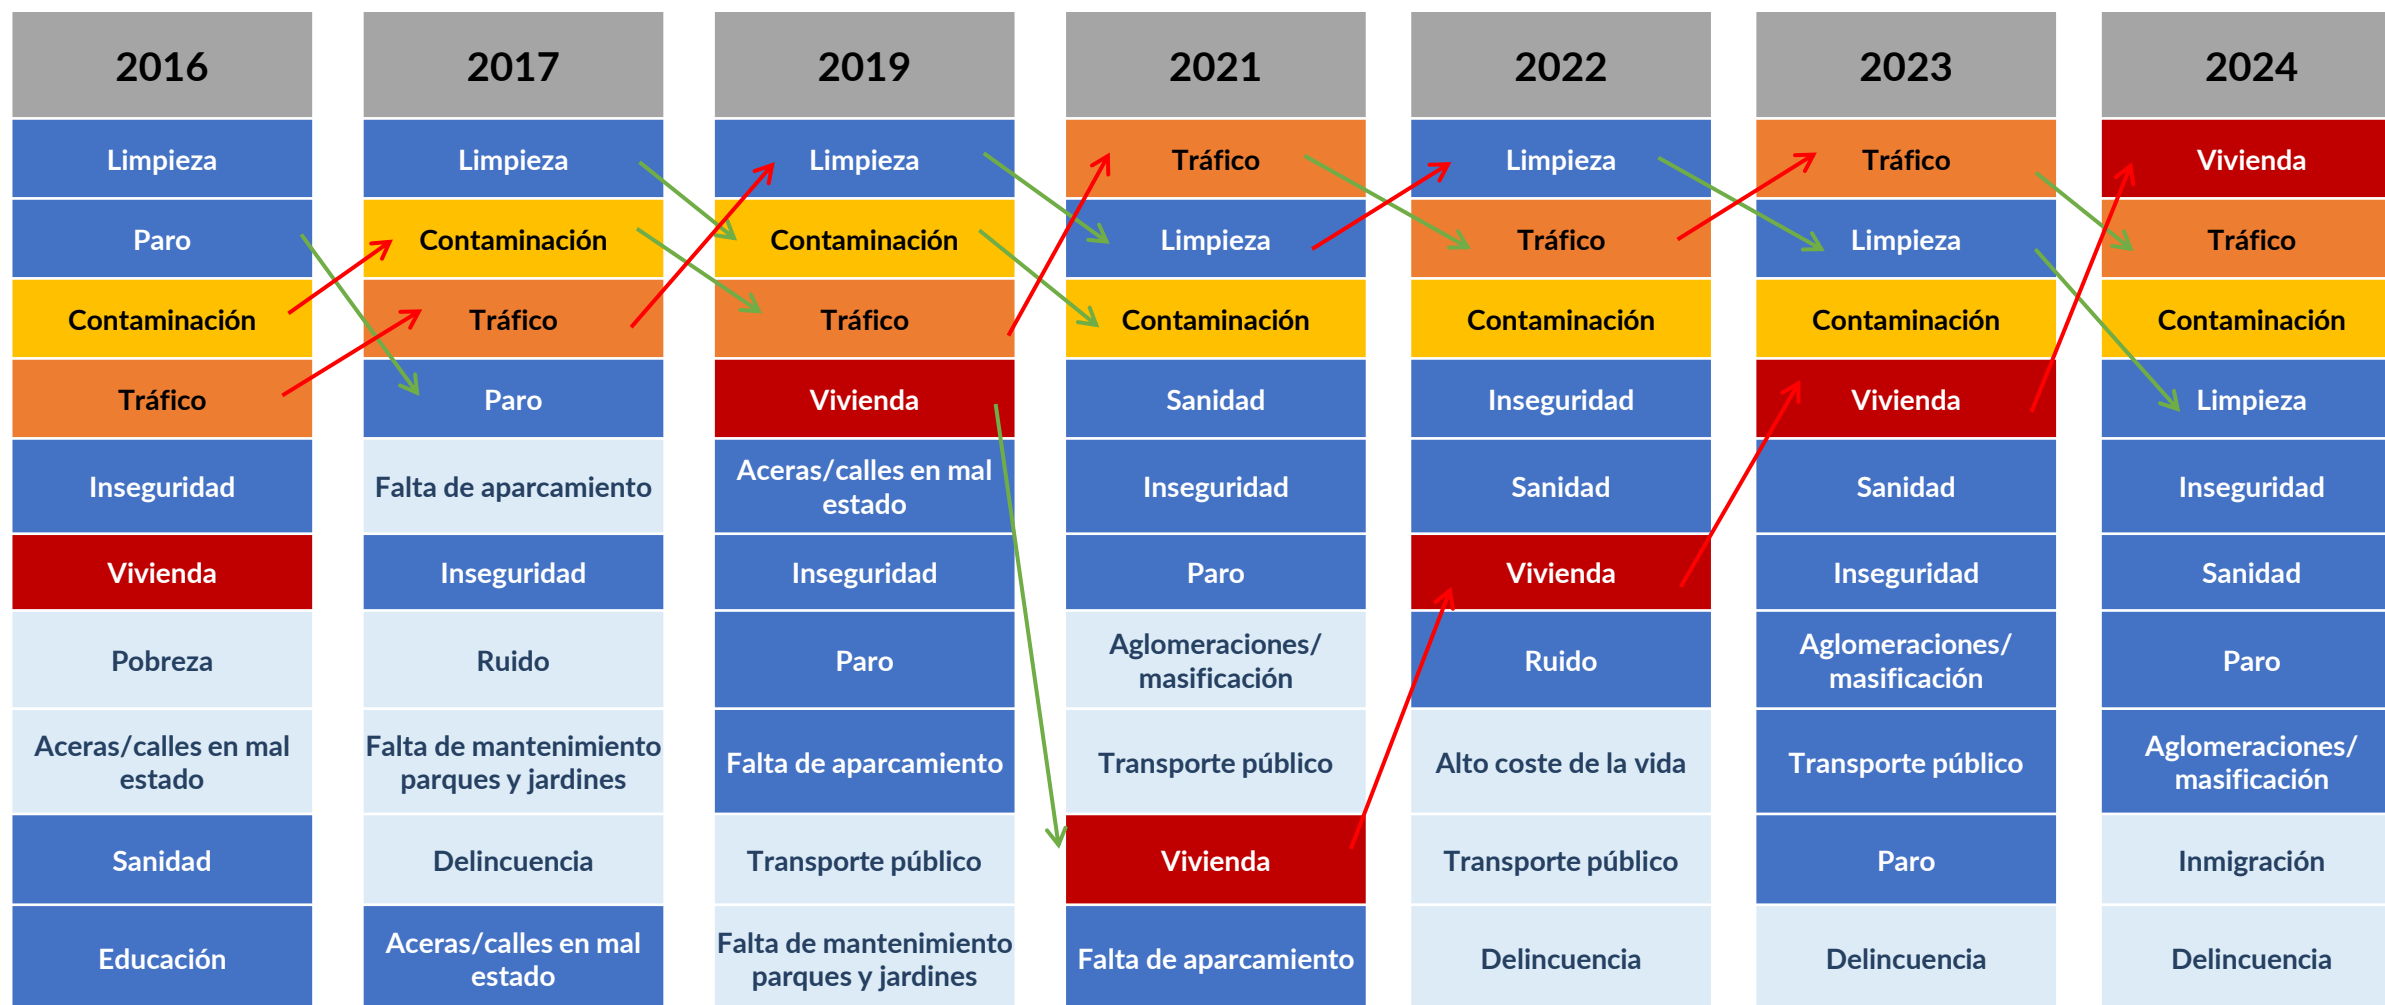 2016
2017
2019
2021
2022
2023
2024
Limpieza
Limpieza
Limpieza
Tráfico
Limpieza
Tráfico
Vivienda
Paro
Contaminación
Contaminación
Limpieza
Tráfico
Limpieza
Tráfico
Contaminación
Tráfico
Tráfico
Contaminación
Contaminación
Contaminación
Contaminación
Tráfico
Paro
Vivienda
Sanidad
Inseguridad
Vivienda
Limpieza
Inseguridad
Falta de aparcamiento
Aceras/calles en mal
estado
Inseguridad
Sanidad
Sanidad
Inseguridad
Vivienda
Inseguridad
Inseguridad
Paro
Vivienda
Inseguridad
Sanidad
Pobreza
Ruido
Paro
Aglomeraciones/
masificación
Ruido
Aglomeraciones/
masificación
Paro
Aceras/calles en mal
estado
Falta de mantenimiento
parques y jardines
Falta de aparcamiento
Transporte público
Alto coste de la vida
Transporte público
Aglomeraciones/
masificación
Sanidad
Delincuencia
Transporte público
Vivienda
Transporte público
Paro
Inmigración
Educación
Aceras/calles en mal
estado
Falta de mantenimiento
parques y jardines
Falta de aparcamiento
Delincuencia
Delincuencia
Delincuencia